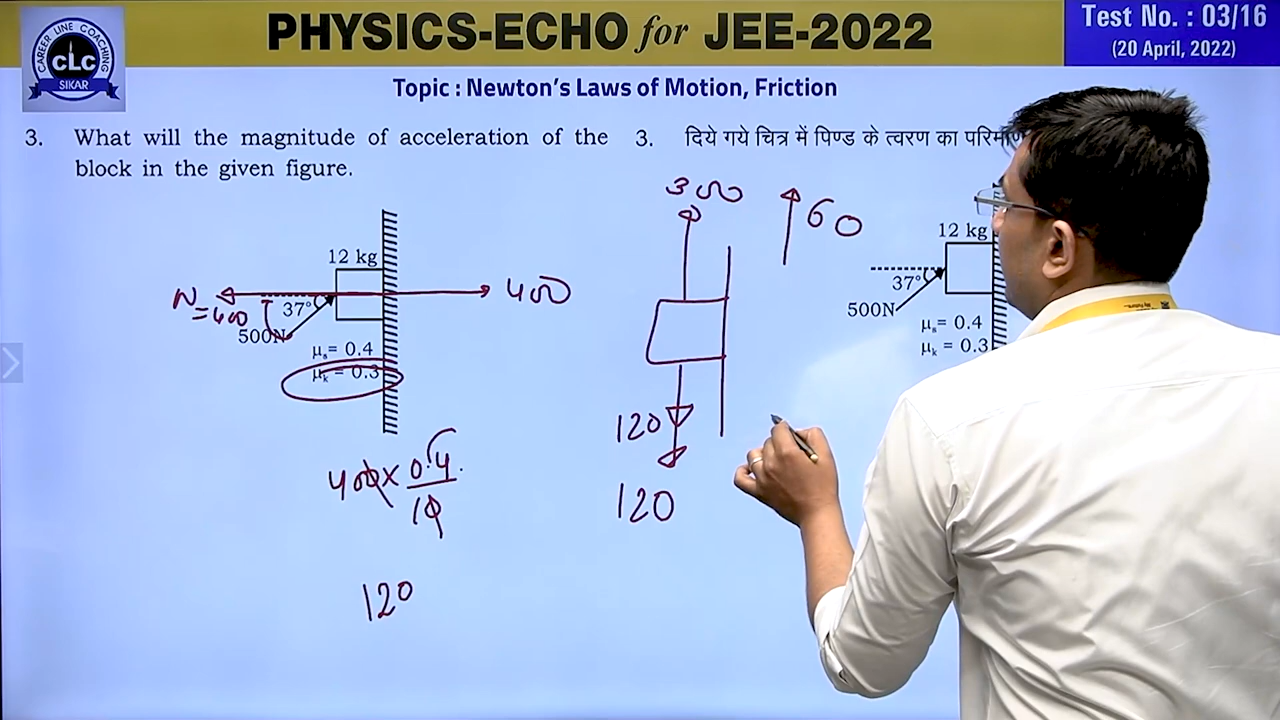 PHYSICS-ECHO for JEE-2022
Test No. : 03/16
(20 April, 2022)
CAREER LINE COACHING
CLC
SIKAR
Topic : Newton's Laws of Motion, Friction
3. What will the magnitude of acceleration of the
block in the given figure.
3. दिये गये चित्र में पिण्ड के त्वरण का
300
60
12 kg
N
=400
37°
400
500N
μs= 0.4
μk = 0.3
12 kg
37°
500N
μs= 0.4
μk = 0.3
120
120
400× 0.4
10
120